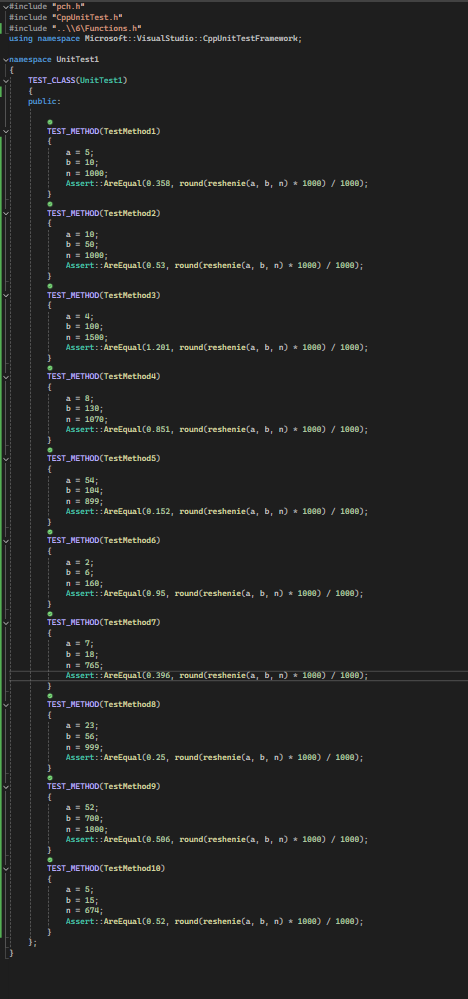 #include "pch.h"
#include "CppUnitTest.h"
#include "..\\6\Functions.h"
using namespace Microsoft::VisualStudio::CppUnitTestFramework;
namespace UnitTest1
{
TEST_CLASS(UnitTest1)
{
public:
TEST_METHOD(TestMethod1)
{
a = 5;
b = 10;
n = 1000;
Assert::AreEqual(0.358, round(reshenie(a, b, n) * 1000) / 1000);
}
TEST_METHOD(TestMethod2)
{
a = 10;
b = 50;
n = 1000;
Assert::AreEqual(0.53, round(reshenie(a, b, n) * 1000) / 1000);
}
TEST_METHOD(TestMethod3)
{
a = 4;
b = 100;
n = 1500;
Assert::AreEqual(1.201, round(reshenie(a, b, n) * 1000) / 1000);
}
TEST_METHOD(TestMethod4)
{
a = 8;
b = 130;
n = 1070;
Assert::AreEqual(0.851, round(reshenie(a, b, n) * 1000) / 1000);
}
TEST_METHOD(TestMethod5)
{
a = 54;
b = 104;
n = 899;
Assert::AreEqual(0.152, round(reshenie(a, b, n) * 1000) / 1000);
}
TEST_METHOD(TestMethod6)
{
a = 2;
b = 6;
n = 160;
Assert::AreEqual(0.95, round(reshenie(a, b, n) * 1000) / 1000);
}
TEST_METHOD(TestMethod7)
{
a = 7;
b = 18;
n = 765;
Assert::AreEqual(0.396, round(reshenie(a, b, n) * 1000) / 1000);
}
TEST_METHOD(TestMethod8)
{
a = 23;
b = 56;
n = 999;
Assert::AreEqual(0.25, round(reshenie(a, b, n) * 1000) / 1000);
}
TEST_METHOD(TestMethod9)
{
a = 52;
b = 700;
n = 1800;
Assert::AreEqual(0.506, round(reshenie(a, b, n) * 1000) / 1000);
}
TEST_METHOD(TestMethod10)
{
a = 5;
b = 15;
n = 674;
Assert::AreEqual(0.52, round(reshenie(a, b, n) * 1000) / 1000);
}
};
}